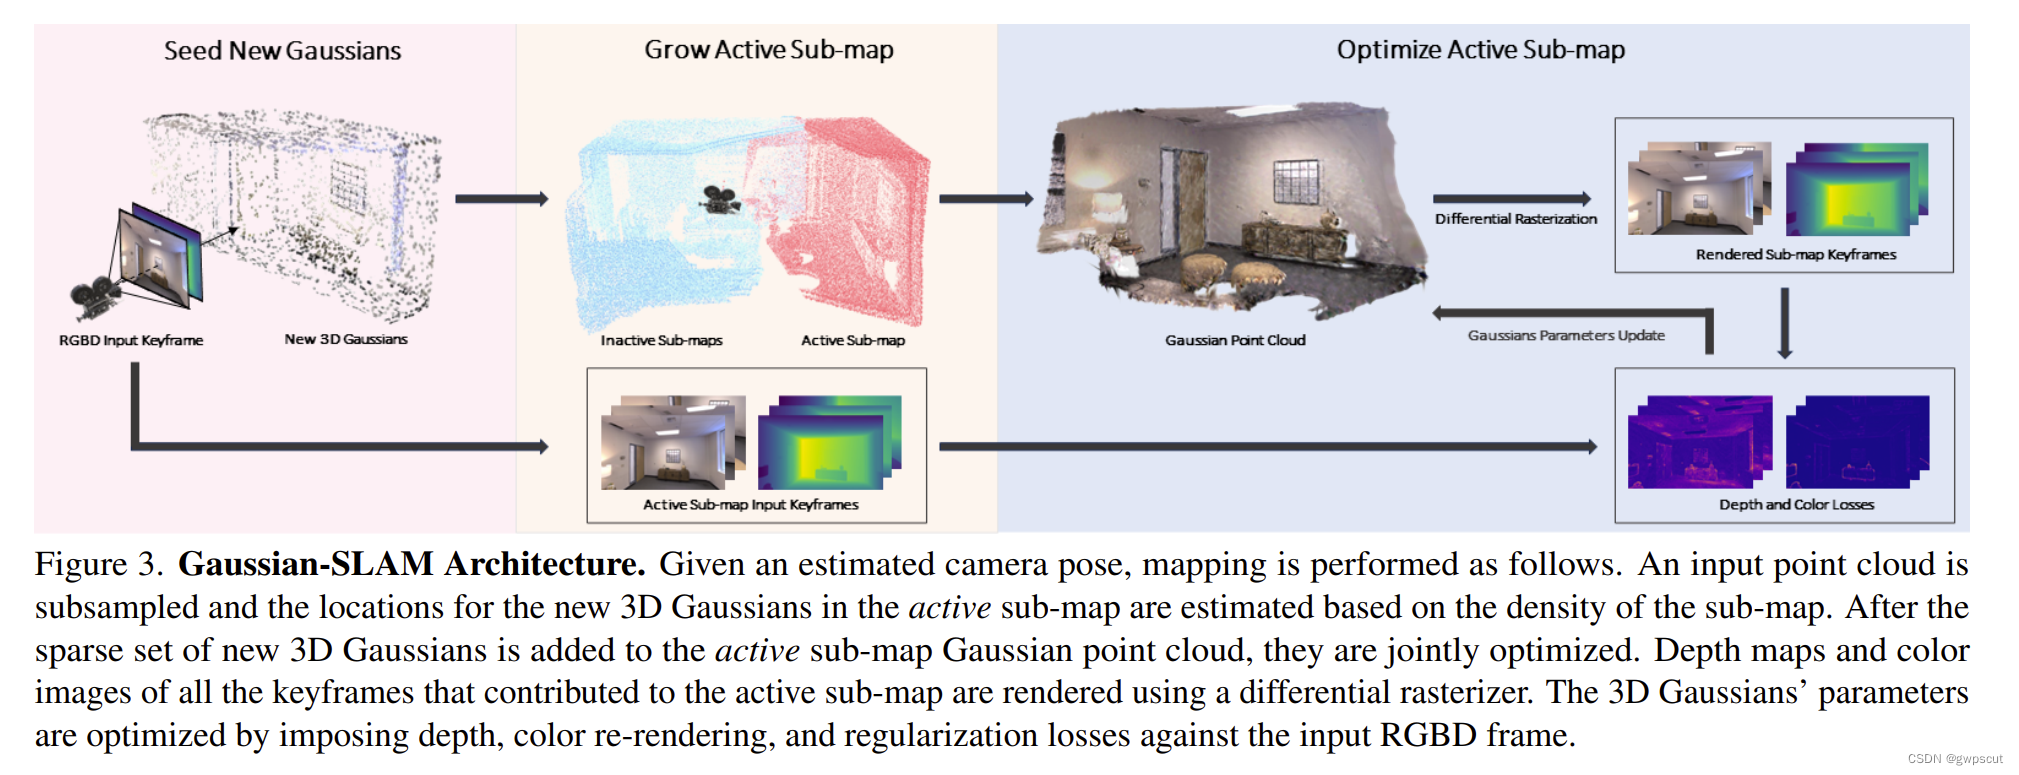 Seed New Gaussians
Grow Active Sub-map
Optimize Active Sub-map
Differential Rasterization
Rendered Sub-map Keyframes
RGBD Input Keyframe
New 3D Gaussians
Inactive Sub-maps
Active Sub-map
Gaussian Point Cloud
Gaussians Parameters Update
Active Sub-map Input Keyframes
Depth and Color Losses
Figure 3. Gaussian-SLAM Architecture. Given an estimated camera pose, mapping is performed as follows. An input point cloud is
subsampled and the locations for the new 3D Gaussians in the active sub-map are estimated based on the density of the sub-map. After the
sparse set of new 3D Gaussians is added to the active sub-map Gaussian point cloud, they are jointly optimized. Depth maps and color
images of all the keyframes that contributed to the active sub-map are rendered using a differential rasterizer. The 3D Gaussians’ parameters
are optimized by imposing depth, color re-rendering, and regularization losses against the input RGBD frame.
CSDN @gwpscut